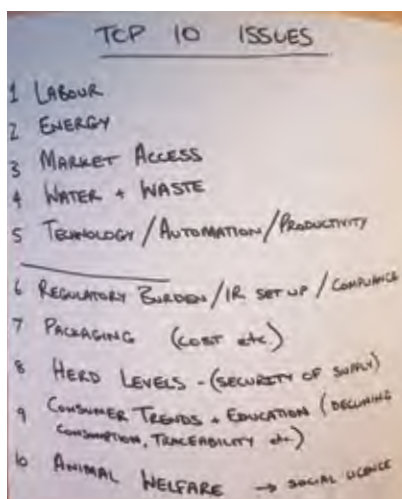 TOP 10 ISSUES
1 LABOUR
2 ENERGY
3 MARKET ACCESS
4 WATER + WASTE
5 TECHNOLOGY/AUTOMATION/PRODUCTIVITY
6 REGULATORY BURDEN/IR SET UP/COMPLIANCE
7 PACKAGING (COST etc.)
8 HERD LEVELS - (SECURITY OF SUPPLY)
9 CONSUMER TRENDS + EDUCATION (DECLINING
CONSUMPTION, TRACEABILITY etc)
10 ANIMAL WELFARE → SOCIAL LICENCE